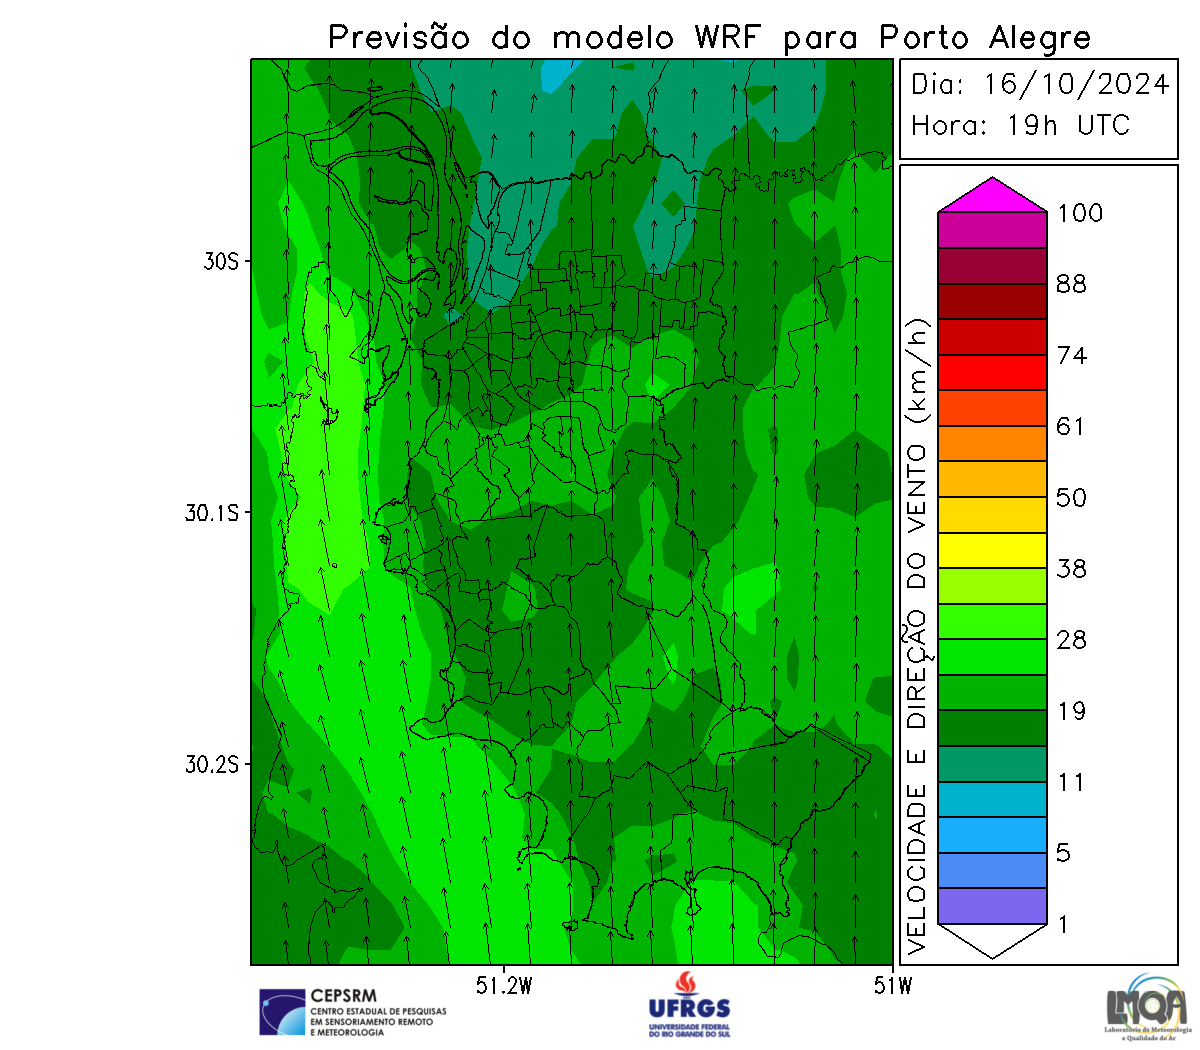 Previsão do modelo WRF para Porto Alegre
Dia: 16/10/2024
Hora: 19h UTC
30S
30.1S
30.2S
51.2W
51W
VELOCIDADE E DIREÇÃO DO VENTO (km/h)
100
88
74
61
50
38
28
19
11
5
1
CEPSRM
CENTRO ESTADUAL DE PESQUISAS
EM SENSORIAMENTO REMOTO
E METEOROLOGIA
UFRGS
UNIVERSIDADE FEDERAL
DO RIO GRANDE DO SUL
LMQA
Laboratório de Meteorologia
e Qualidade do Ar